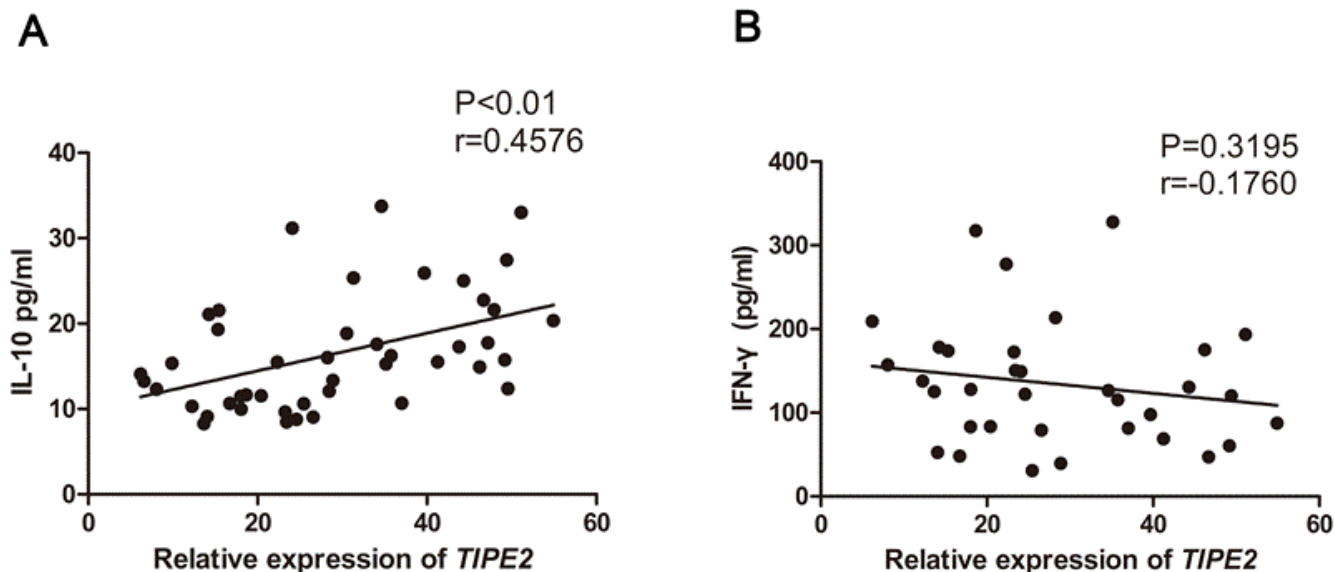 A
P<0.01
r=0.4576
40
30
20
10
0
IL-10 pg/ml
0 20 40 60
Relative expression of TIPE2
B
P=0.3195
r=-0.1760
400
300
200
100
0
IFN-γ (pg/ml)
0 20 40 60
Relative expression of TIPE2